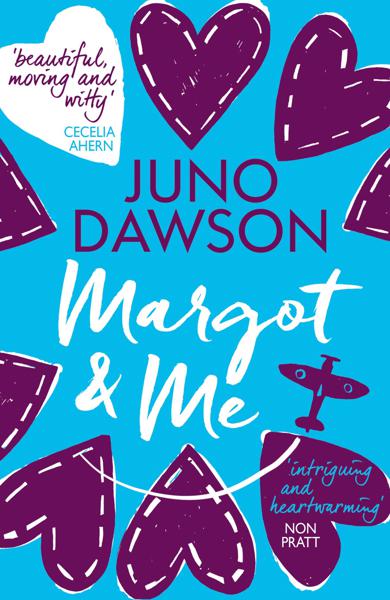 'beautiful,
moving and
witty'
CECELIA
AHERN
JUNO
DAWSON
Margot
& Me
'intriguing
and
heartwarming'
NON
PRATT